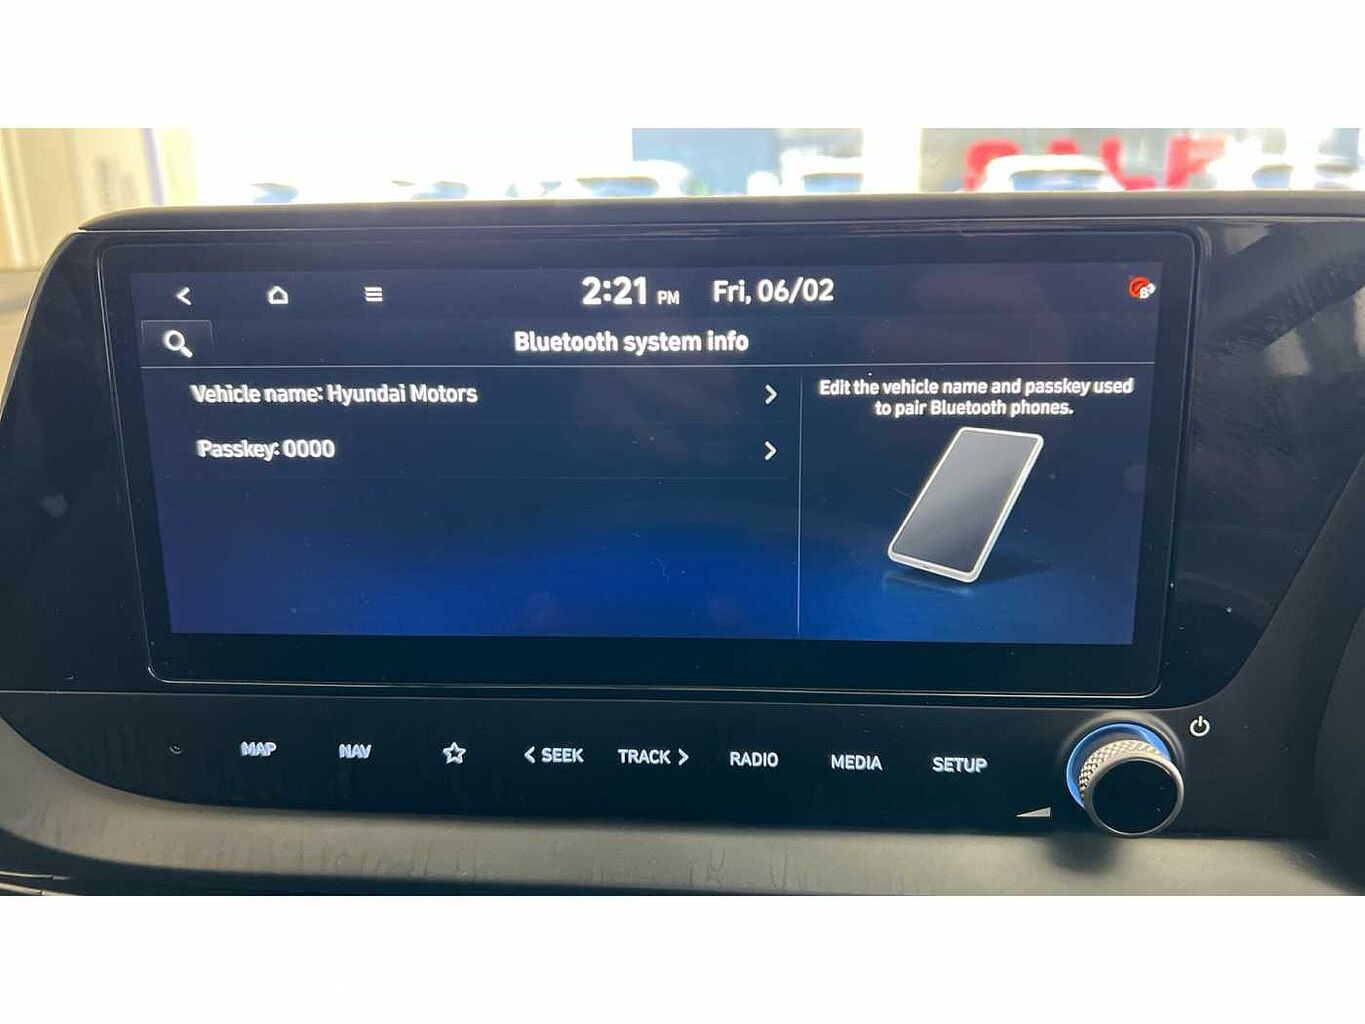 SALE
2:21 PM Fri, 06/02
Bluetooth system info
Vehicle name: Hyundai Motors
Passkey: 0000
Edit the vehicle name and passkey used
to pair Bluetooth phones.
MAP NAV SEEK TRACK RADIO MEDIA SETUP